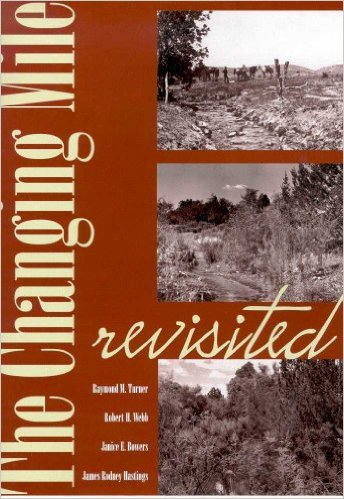 The Changing Mile
revisited
Raymond M. Turner
Robert H. Webb
Janice E. Bowers
James Rodney Hastings